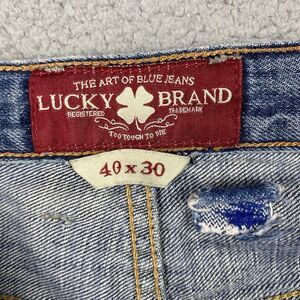 THE ART OF BLUE JEANS
LUCKY BRAND
REGISTERED TRADEMARK
TOO TOUGH TO DIE
40 x 30